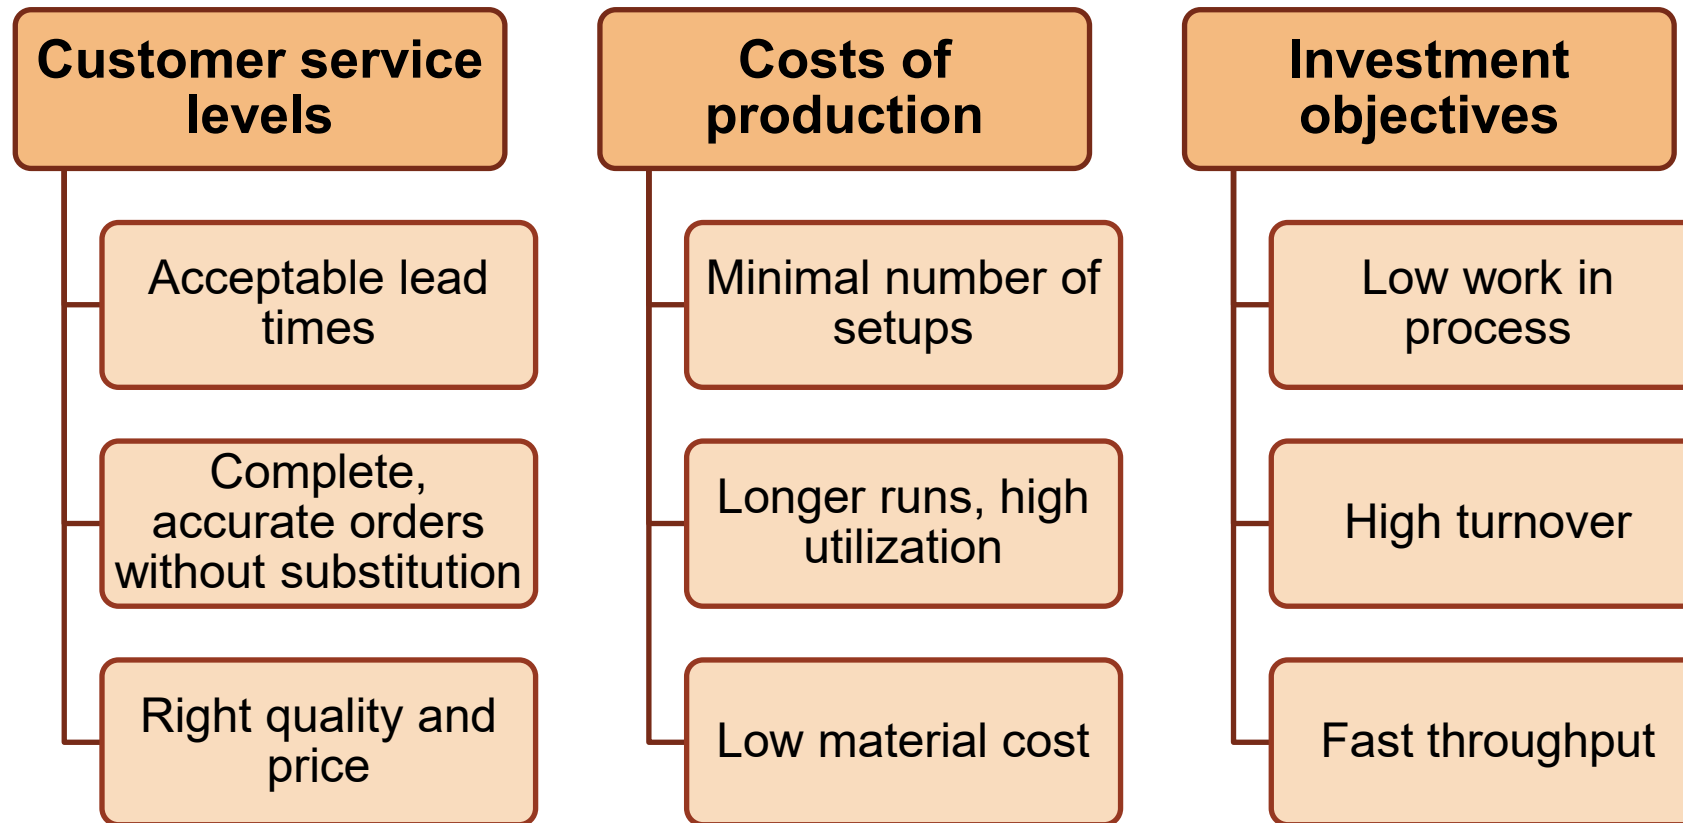 Customer service
levels
Acceptable lead
times
Complete,
accurate orders
without substitution
Right quality and
price
Costs of
production
Minimal number of
setups
Longer runs, high
utilization
Low material cost
Investment
objectives
Low work in
process
High turnover
Fast throughput